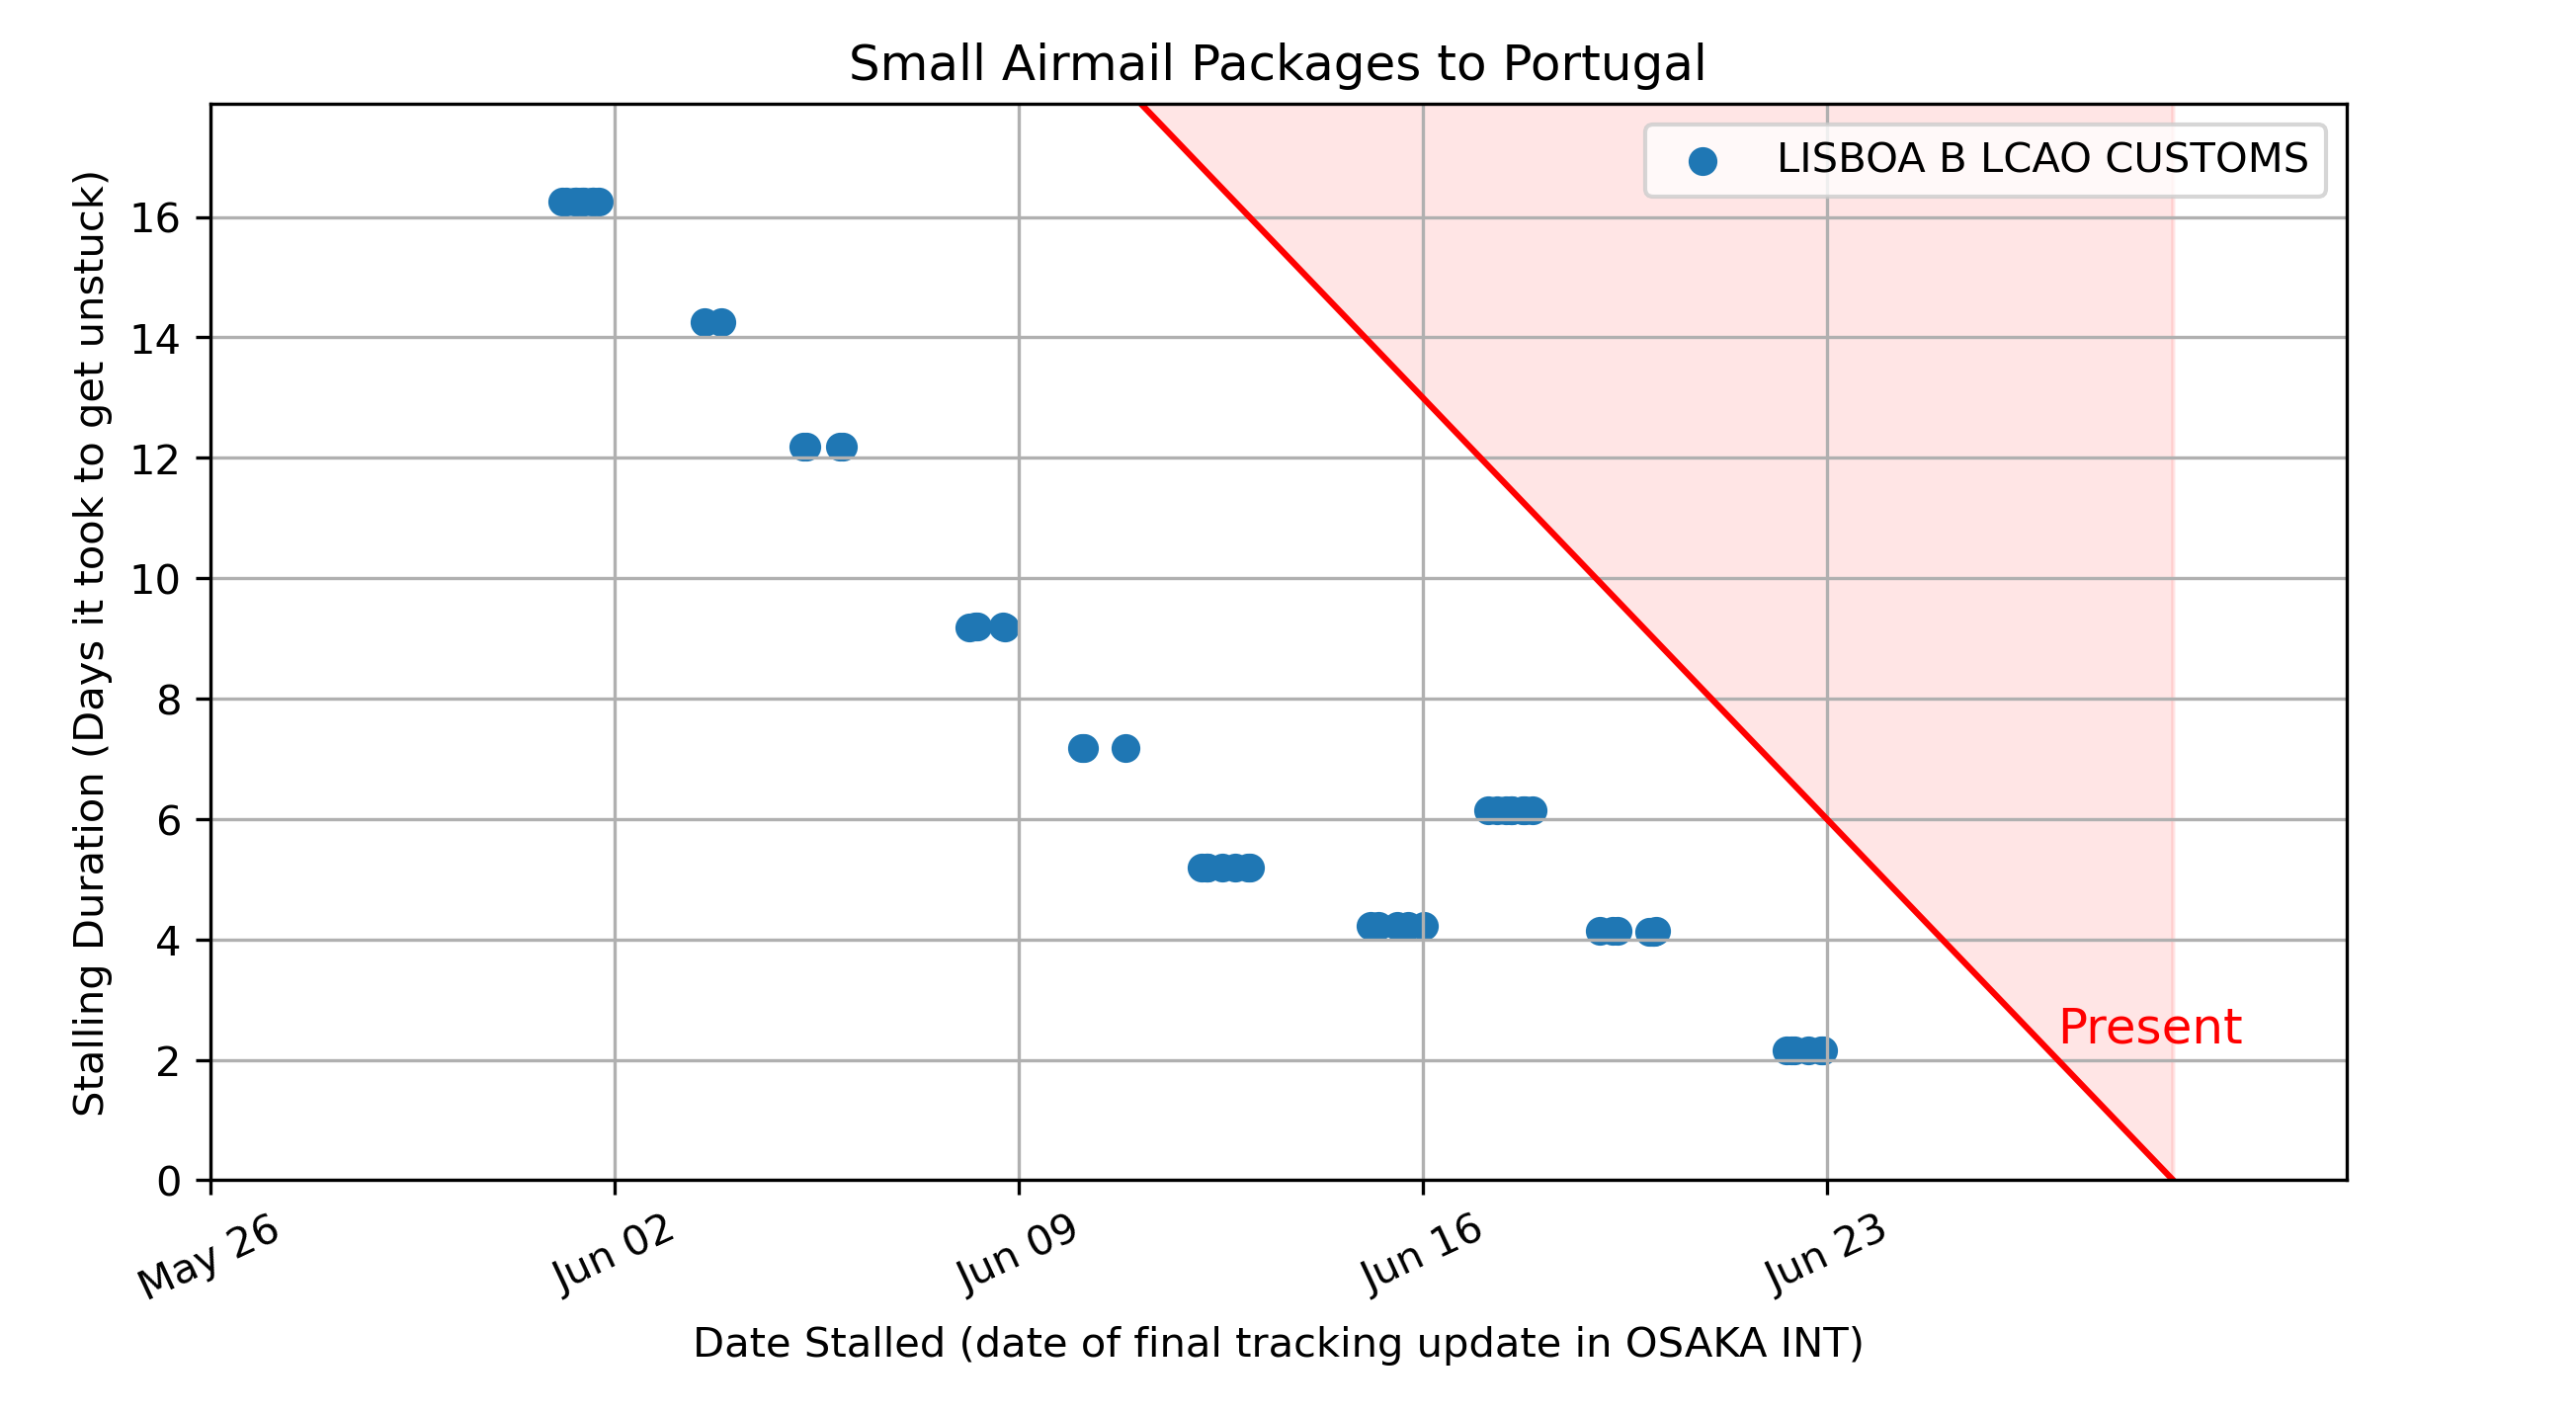 Small Airmail Packages to Portugal
LISBOA B LCAO CUSTOMS
Stalling Duration (Days it took to get unstuck)
16
14
12
10
8
6
4
2
0
Present
May 26
Jun 02
Jun 09
Jun 16
Jun 23
Date Stalled (date of final tracking update in OSAKA INT)